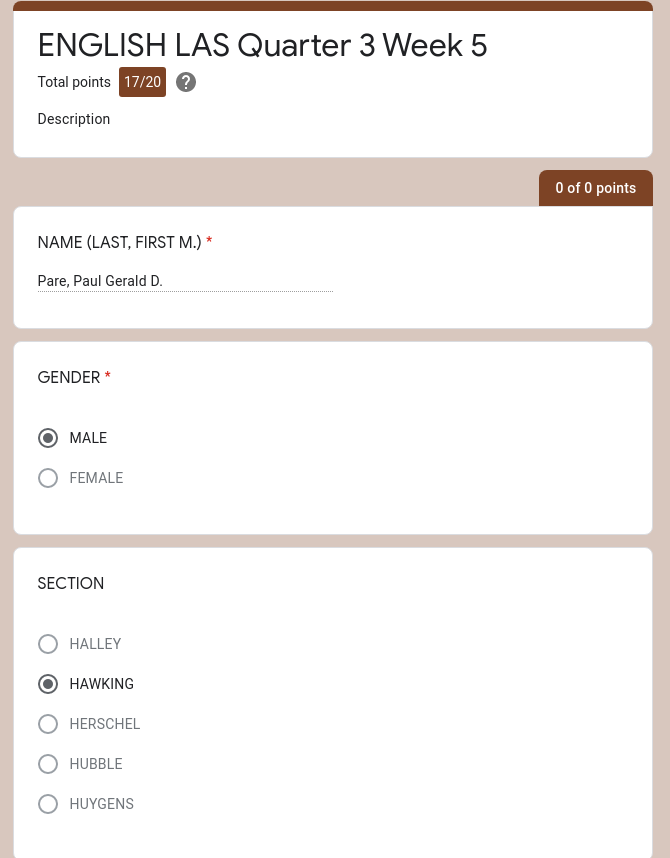 ENGLISH LAS Quarter 3 Week 5
Total points 17/20 ?
Description
0 of 0 points
NAME (LAST, FIRST M.) *
Pare, Paul Gerald D.
GENDER *
MALE
FEMALE
SECTION
HALLEY
HAWKING
HERSCHEL
HUBBLE
HUYGENS